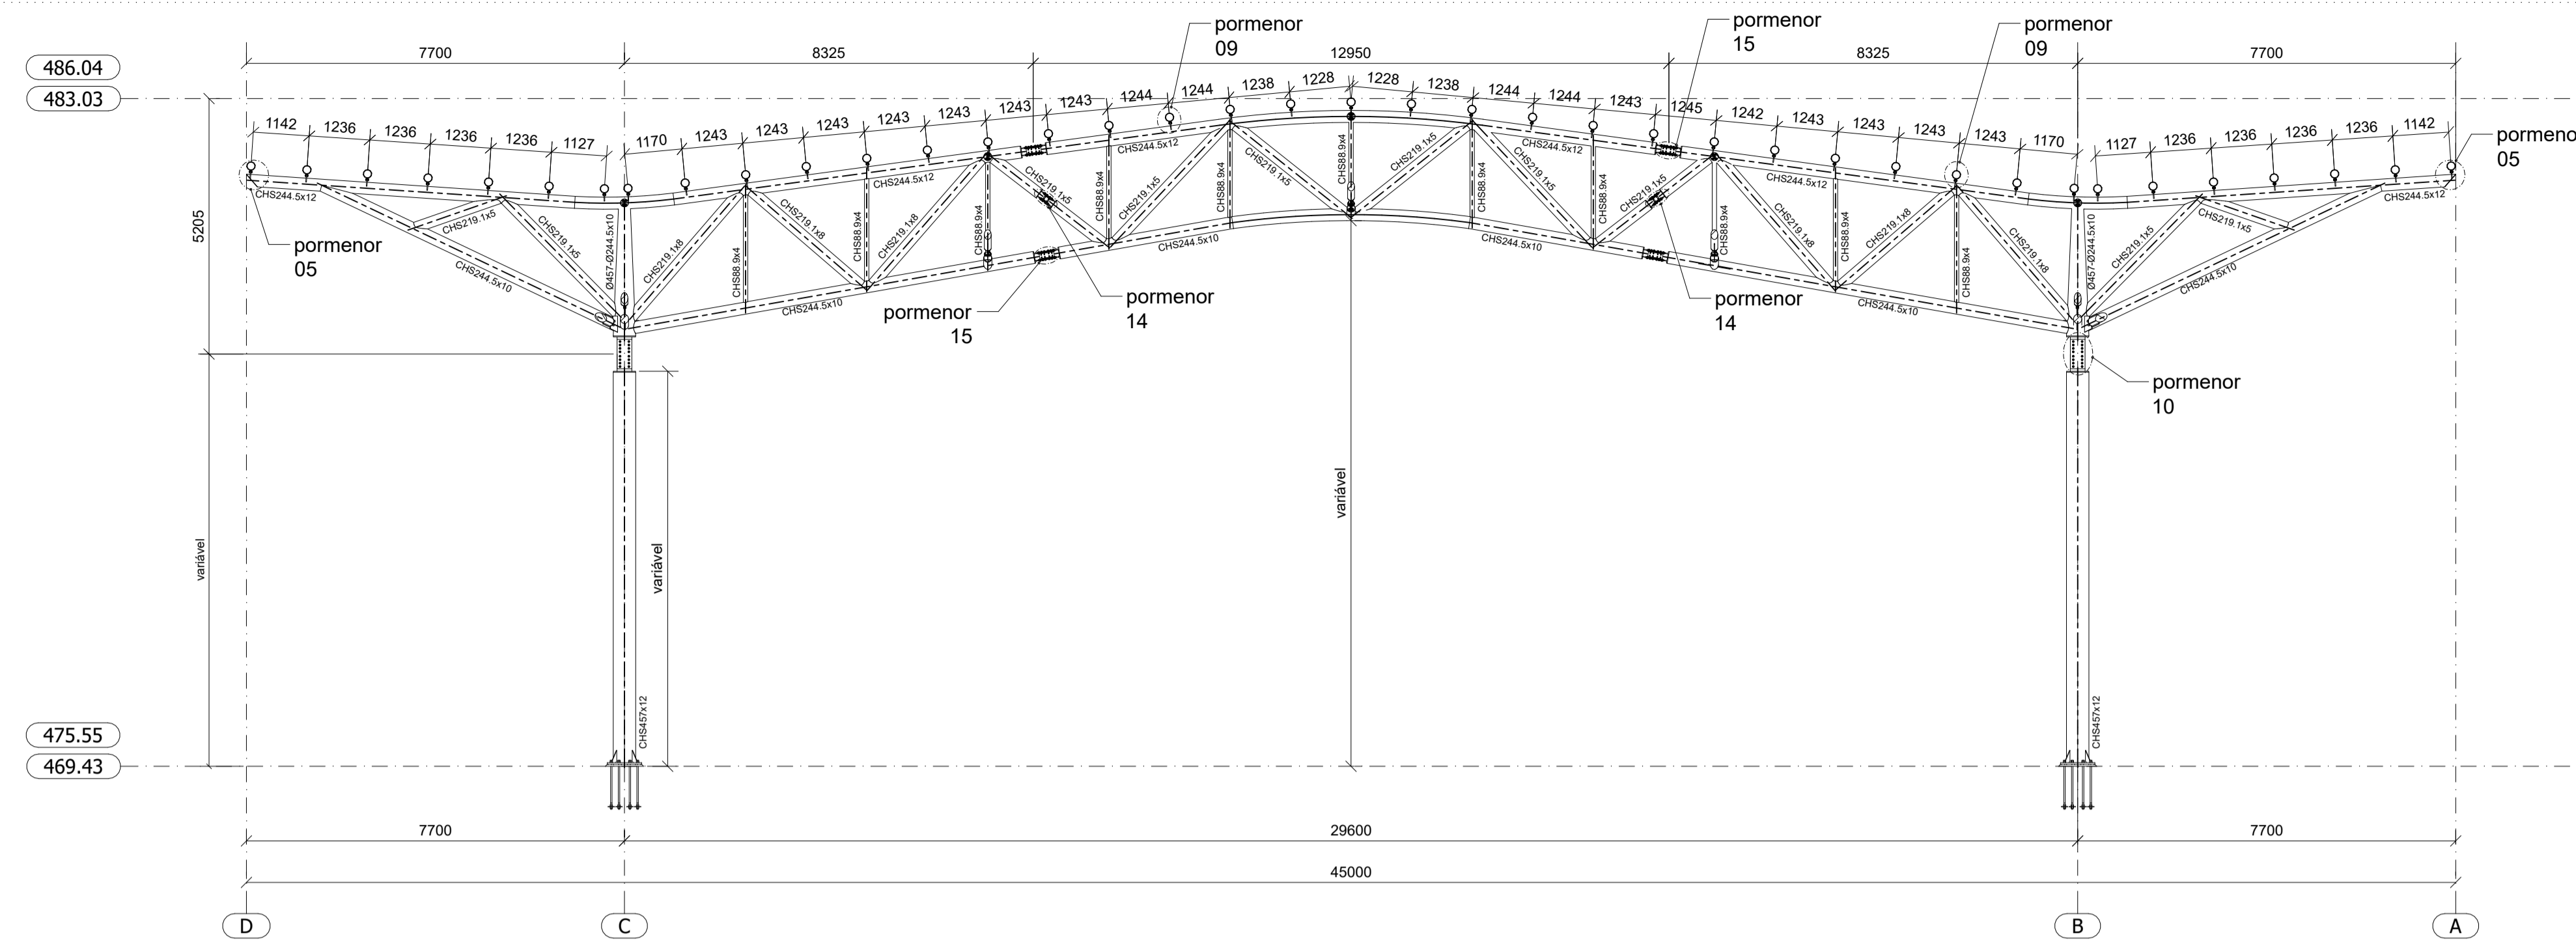 pormenor
09
pormenor
15
pormenor
09
7700
8325
12950
8325
7700
486.04
483.03
1142
1236
1236
1236
1236
1127
1170
1243
1243
1243
1243
1243
1243
1243
1244
1244
1238
1228
1228
1238
1244
1244
1243
1245
1242
1243
1243
1243
1243
1170
1127
1236
1236
1236
1236
1142
pormeno
05
CHS244.5x12
CHS244.5x12
CHS244.5x12
CHS244.5x12
CHS244.5x12
CHS244.5x12
5205
pormenor
05
CHS219.1x5
CHS244.5x10
CHS219.1x5
Ø457-Ø244.5x10
CHS219.1x8
CHS88.9x4
CHS219.1x8
CHS88.9x4
CHS219.1x8
CHS88.9x4
CHS219.1x5
CHS88.9x4
CHS219.1x5
CHS88.9x4
CHS219.1x5
CHS88.9x4
CHS219.1x5
CHS88.9x4
CHS219.1x5
CHS88.9x4
CHS219.1x5
CHS88.9x4
CHS219.1x8
CHS88.9x4
CHS219.1x8
CHS88.9x4
CHS219.1x8
Ø457-Ø244.5x10
CHS219.1x5
CHS219.1x5
CHS244.5x10
CHS244.5x10
CHS244.5x10
CHS244.5x10
CHS244.5x10
pormenor
15
pormenor
14
pormenor
14
pormenor
10
variável
variável
variável
CHS457x12
CHS457x12
475.55
469.43
7700
29600
7700
45000
D
C
B
A